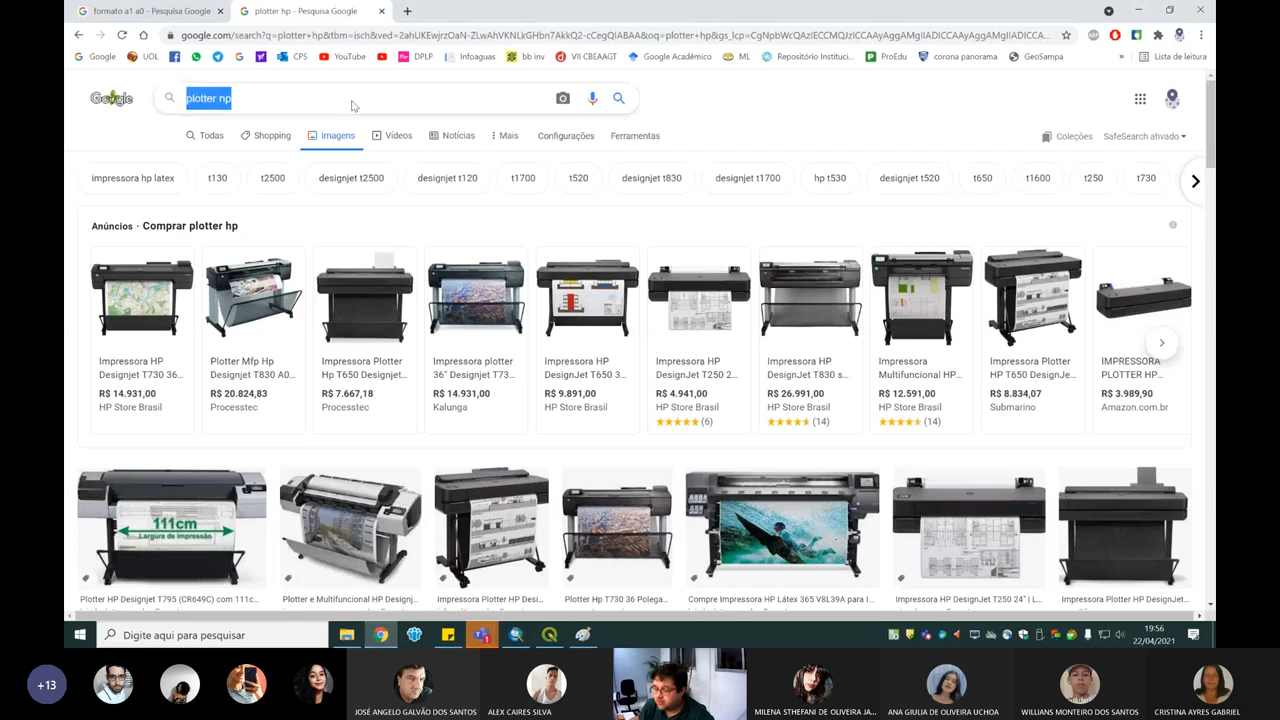 formato a1 a0 - Pesquisa Google
plotter hp - Pesquisa Google
google.com/search?q=plotter+hp&tbm=isch&ved=2ahUKEwjrzOaN-ZLwAhVKNLkGHbn7AkkQ2-cCegQIABAA&oq=plotter+hp&gs_lcp=CgNpbWcQAzIECCMQJzICCAAyAggAMgIIADICCAAyAggAMgIIADICCAAyAggAMgIIADoECAAQQ1...
Google UOL CPS YouTube DPLP Infoaguas bb inv VII CBEAAGT Google Acadêmico ML Repositório Instituci... ProEdu corona panorama GeoSampa » Lista de leitura
plotter hp
Todas Shopping Imagens Vídeos Notícias Mais Configurações Ferramentas Coleções SafeSearch ativado
impressora hp latex t130 t2500 designjet t2500 designjet t120 t1700 t520 designjet t830 designjet t1700 hp t530 designjet t520 t650 t1600 t250 t730
Anúncios · Comprar plotter hp
Impressora HP Designjet T730 36...
R$ 14.931,00
HP Store Brasil
Plotter Mfp Hp Designjet T830 A0...
R$ 20.824,83
Processtec
Impressora Plotter Hp T650 Designjet...
R$ 7.667,18
Processtec
Impressora plotter 36" Designjet T73...
R$ 14.931,00
Kalunga
Impressora HP DesignJet T650 3...
R$ 9.891,00
HP Store Brasil
Impressora HP DesignJet T250 2...
R$ 4.941,00
HP Store Brasil
(6)
Impressora HP DesignJet T830 s...
R$ 26.991,00
HP Store Brasil
(14)
Impressora Multifuncional HP...
R$ 12.591,00
HP Store Brasil
(14)
Impressora Plotter HP T650 DesignJe...
R$ 8.834,07
Submarino
IMPRESSORA PLOTTER HP...
R$ 3.989,90
Amazon.com.br
111cm
Largura de impressão
Plotter HP Designjet T795 (CR649C) com 111c...
Plotter e Multifuncional HP Designj...
Impressora Plotter HP Desi...
Plotter Hp T730 36 Polega...
Compre Impressora HP Látex 365 V8L39A para I...
Impressora HP DesignJet T250 24" | L...
Impressora Plotter HP DesignJet...
Digite aqui para pesquisar
19:56
22/04/2021
+13
JOSÉ ANGELO GALVÃO DOS SANTOS
ALEX CAIRES SILVA
MILENA STHEFANI DE OLIVEIRA JA...
ANA GIULIA DE OLIVEIRA UCHOA
WILLIANS MONTEIRO DOS SANTOS
CRISTINA AYRES GABRIEL